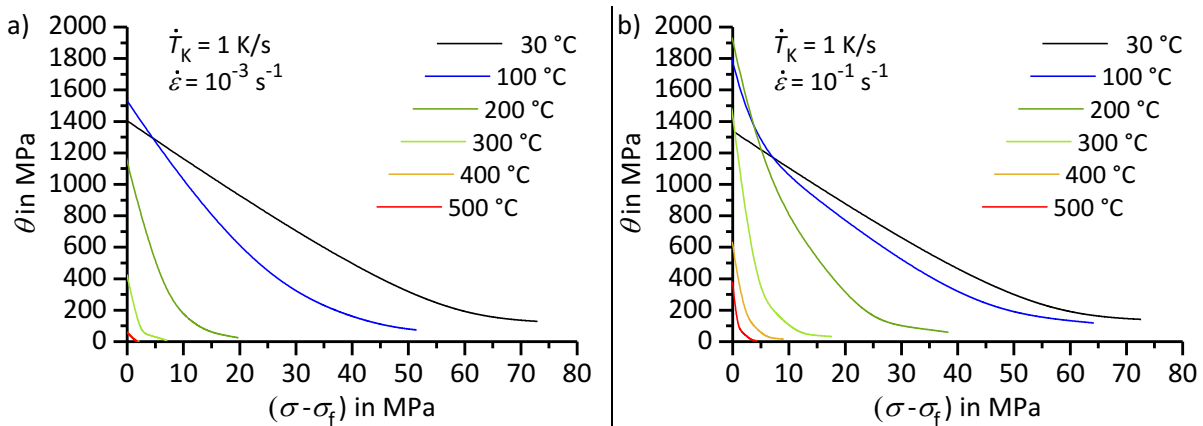 a)
2000
1800
1600
1400
1200
1000
800
600
400
200
0
θ in MPa
Ṫ_K = 1 K/s
ε̇ = 10⁻³ s⁻¹
30 °C
100 °C
200 °C
300 °C
400 °C
500 °C
0 10 20 30 40 50 60 70 80
(σ - σ_f) in MPa
b)
2000
1800
1600
1400
1200
1000
800
600
400
200
0
θ in MPa
Ṫ_K = 1 K/s
ε̇ = 10⁻¹ s⁻¹
30 °C
100 °C
200 °C
300 °C
400 °C
500 °C
0 10 20 30 40 50 60 70 80
(σ - σ_f) in MPa